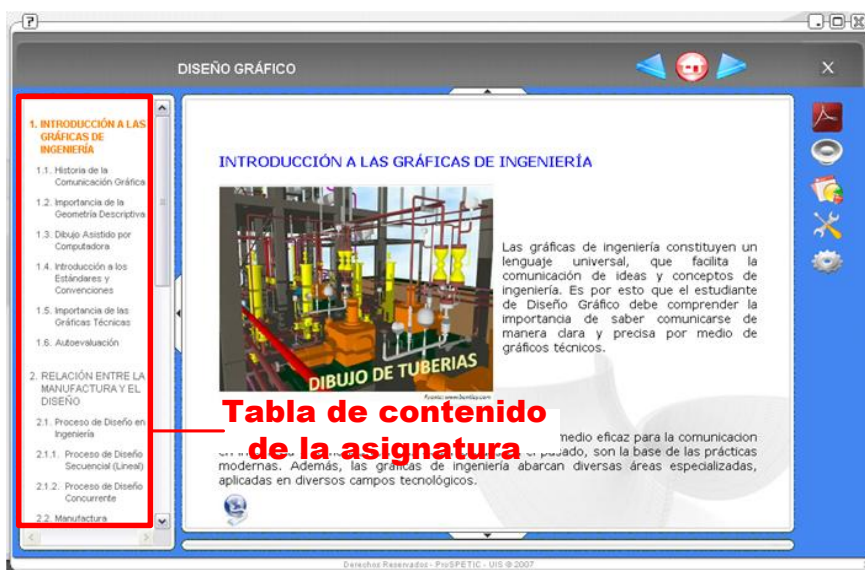 ?
DISEÑO GRÁFICO
X
1. INTRODUCCIÓN A LAS
GRÁFICAS DE
INGENIERÍA
1.1. Historia de la
Comunicación Gráfica
1.2. Importancia de la
Geometría Descriptiva
1.3. Dibujo Asistido por
Computadora
1.4. Introducción a los
Estándares y
Convenciones
1.5. Importancia de las
Gráficas Técnicas
1.6. Autoevaluación
2. RELACIÓN ENTRE LA
MANUFACTURA Y EL
DISEÑO
2.1. Proceso de Diseño en
Ingeniería
2.1.1. Proceso de Diseño
Secuencial (Lineal)
2.1.2. Proceso de Diseño
Concurrente
2.2. Manufactura
INTRODUCCIÓN A LAS GRÁFICAS DE INGENIERÍA
DIBUJO DE TUBERIAS
Las gráficas de ingeniería constituyen un
lenguaje universal, que facilita la
comunicación de ideas y conceptos de
ingeniería. Es por esto que el estudiante
de Diseño Gráfico debe comprender la
importancia de saber comunicarse de
manera clara y precisa por medio de
gráficos técnicos.
Tabla de contenido
de la asignatura
medio eficaz para la comunicacion
son la base de las prácticas
modernas. Además, las gráficas de ingeniería abarcan diversas áreas especializadas,
aplicadas en diversos campos tecnológicos.
Derechos Reservados - ProSPETIC - UIS @ 2007